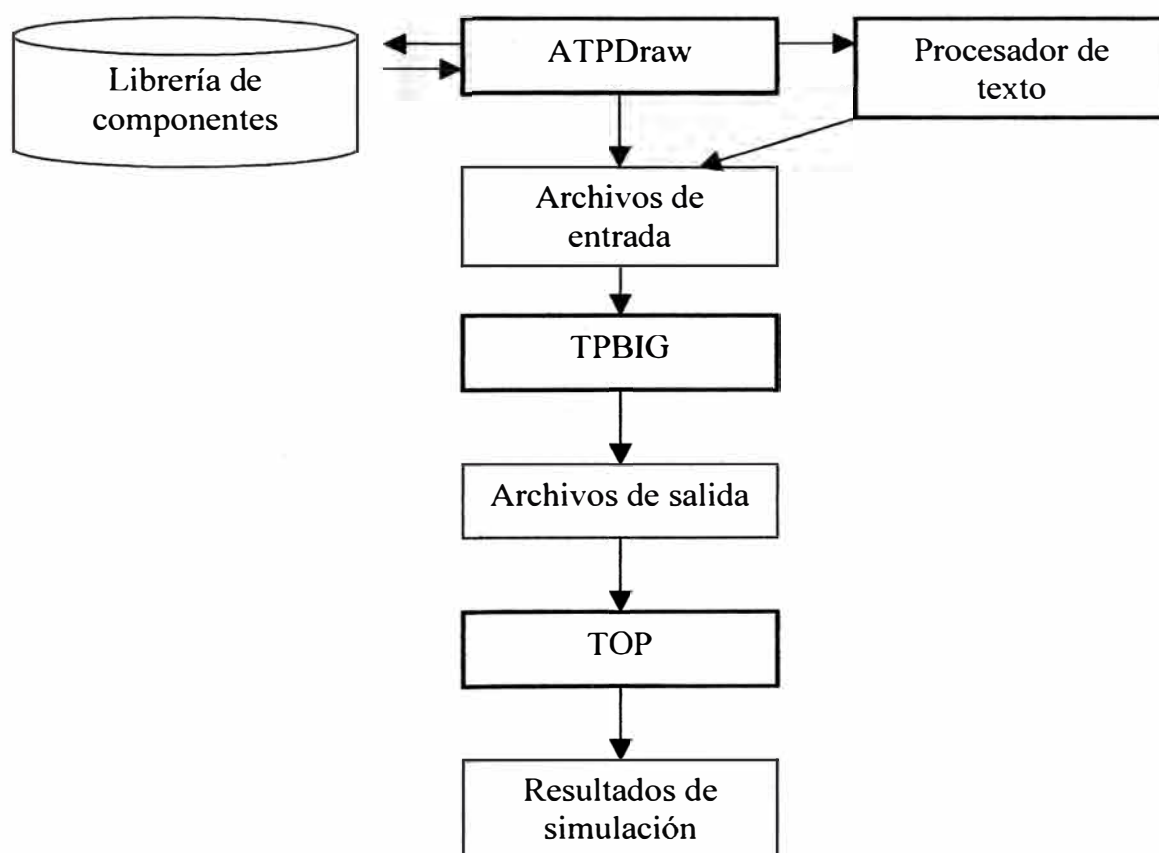 ATPDraw
Procesador de
texto
Librería de
componentes
Archivos de
entrada
TPBIG
Archivos de salida
TOP
Resultados de
simulación